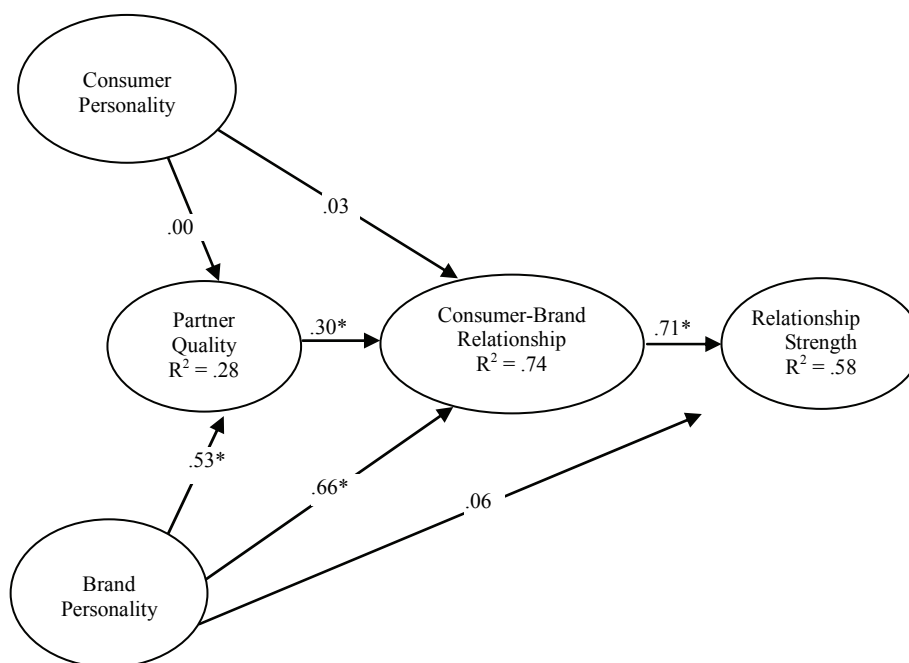 Consumer
Personality
.03
.00
Partner
Quality
R² = .28
.30*
Consumer-Brand
Relationship
R² = .74
.71*
Relationship
Strength
R² = .58
.53*
.66*
.06
Brand
Personality